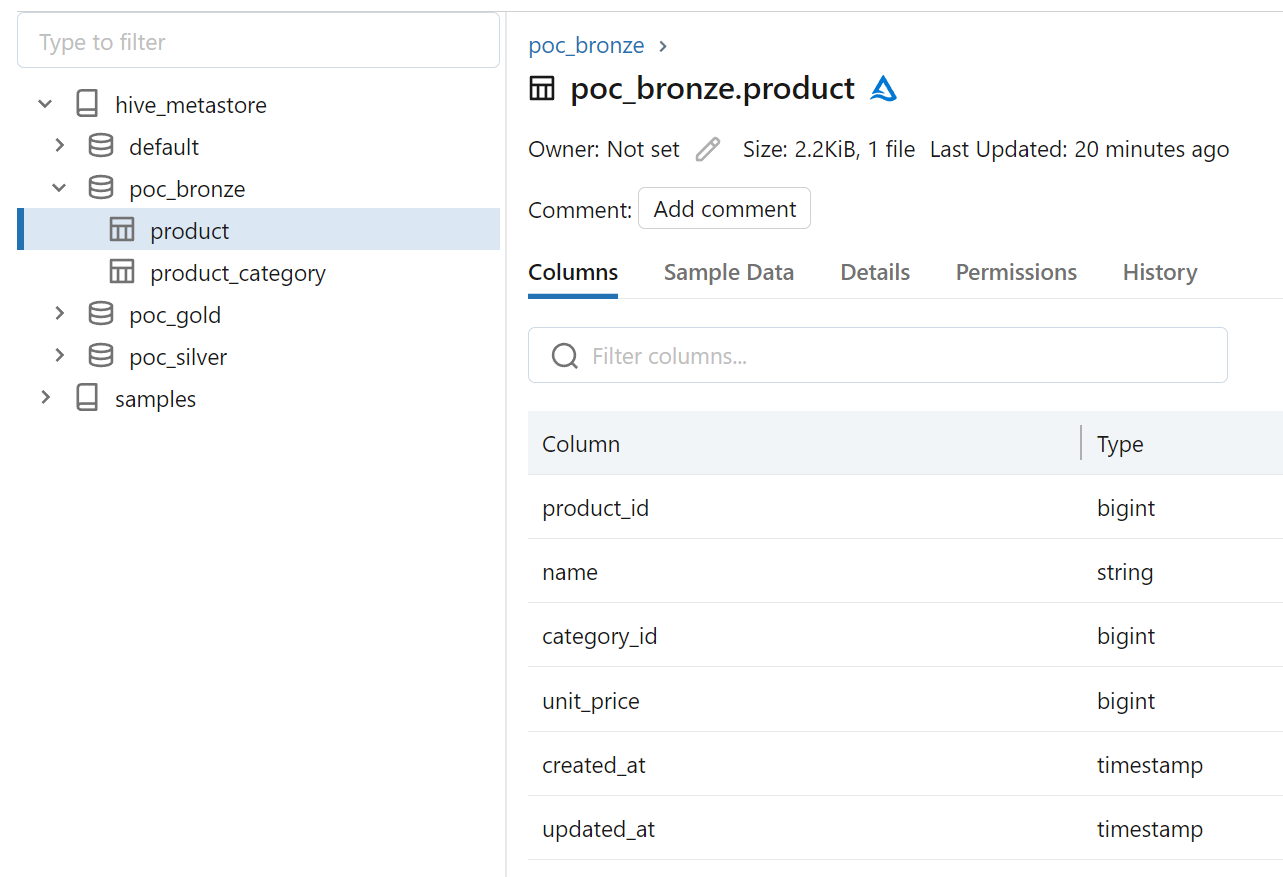 Type to filter
hive_metastore
default
poc_bronze
product
product_category
poc_gold
poc_silver
samples
poc_bronze
poc_bronze.product
Owner: Not set Size: 2.2KiB, 1 file Last Updated: 20 minutes ago
Comment: Add comment
Columns Sample Data Details Permissions History
Filter columns...
Column Type
product_id bigint
name string
category_id bigint
unit_price bigint
created_at timestamp
updated_at timestamp